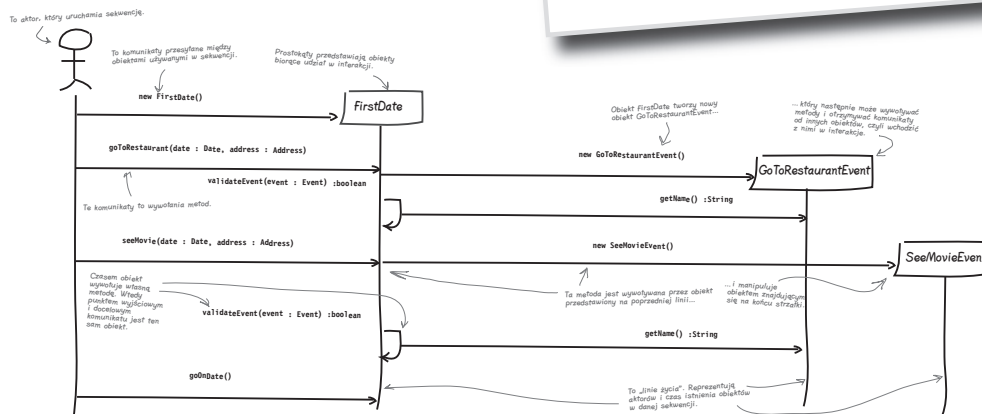 To aktor, który uruchamia sekwencję.
To komunikaty przesyłane między
obiektami używanymi w sekwencji.
Prostokąty przedstawiają obiekty
biorące udział w interakcji.
new FirstDate()
FirstDate
Obiekt FirstDate tworzy nowy
obiekt GoToRestaurantEvent...
...który następnie może wywoływać
metody i otrzymywać komunikaty
od innych obiektów, czyli wchodzić
z nimi w interakcje.
goToRestaurant(date : Date, address : Address)
new GoToRestaurantEvent()
GoToRestaurantEvent
validateEvent(event : Event) :boolean
getName() :String
Te komunikaty to wywołania metod.
seeMovie(date : Date, address : Address)
new SeeMovieEvent()
SeeMovieEven
Czasem obiekt
wywołuje własną
metodę. Wtedy
punktem wyjściowym
i docelowym
komunikatu jest ten
sam obiekt.
Ta metoda jest wywoływana przez obiekt
przedstawiony na poprzedniej linii...
...i manipuluje
obiektem znajdującym
się na końcu strzałki.
validateEvent(event : Event) :boolean
getName() :String
goOnDate()
To „linie życia”. Reprezentują
aktorów i czas istnienia obiektów
w danej sekwencji.